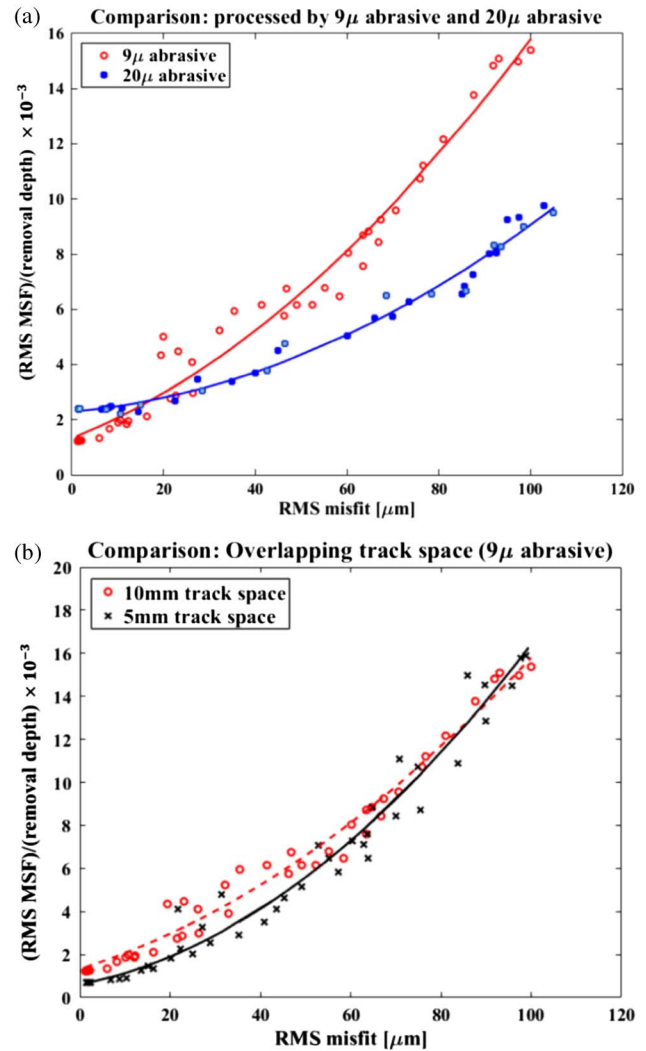 (a) Comparison: processed by 9μ abrasive and 20μ abrasive
16
14
12
10
8
6
4
2
0
(RMS MSF)/(removal depth) × 10⁻³
9μ abrasive
20μ abrasive
0 20 40 60 80 100 120
RMS misfit [μm]
(b) Comparison: Overlapping track space (9μ abrasive)
20
18
16
14
12
10
8
6
4
2
0
(RMS MSF)/(removal depth) × 10⁻³
10mm track space
5mm track space
0 20 40 60 80 100 120
RMS misfit [μm]